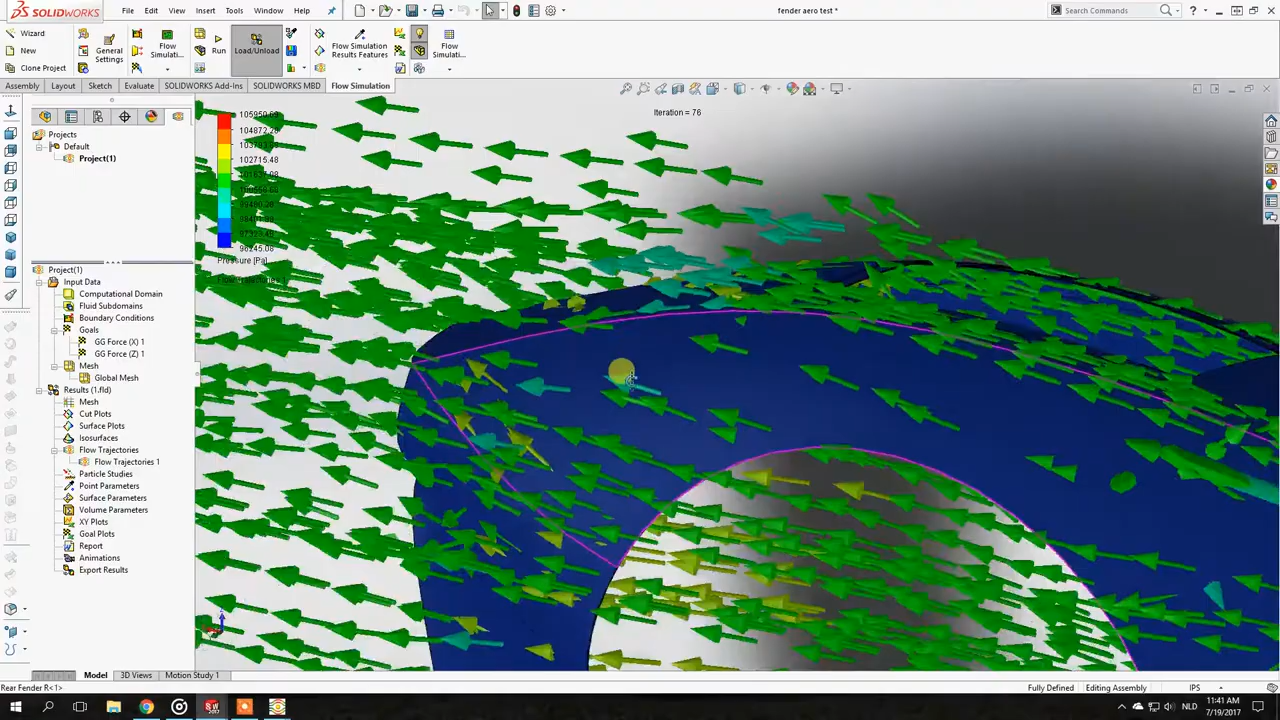 SOLIDWORKS
File Edit View Insert Tools Window Help
fender aero test *
Search Commands
Wizard
New
Clone Project
General Settings
Flow Simulati...
Run
Load/Unload
Flow Simulation Results Features
Flow Simulati...
Assembly Layout Sketch Evaluate SOLIDWORKS Add-Ins SOLIDWORKS MBD Flow Simulation
Projects
Default
Project(1)
Project(1)
Input Data
Computational Domain
Fluid Subdomains
Boundary Conditions
Goals
GG Force (X) 1
GG Force (Z) 1
Mesh
Global Mesh
Results (1.fld)
Mesh
Cut Plots
Surface Plots
Isosurfaces
Flow Trajectories
Flow Trajectories 1
Particle Studies
Point Parameters
Surface Parameters
Volume Parameters
XY Plots
Goal Plots
Report
Animations
Export Results
Iteration = 76
104872.26
102715.48
96245.08
Pressure [Pa]
Model 3D Views Motion Study 1
Rear Fender R<1>
Fully Defined Editing Assembly IPS
NLD
11:41 AM
7/19/2017